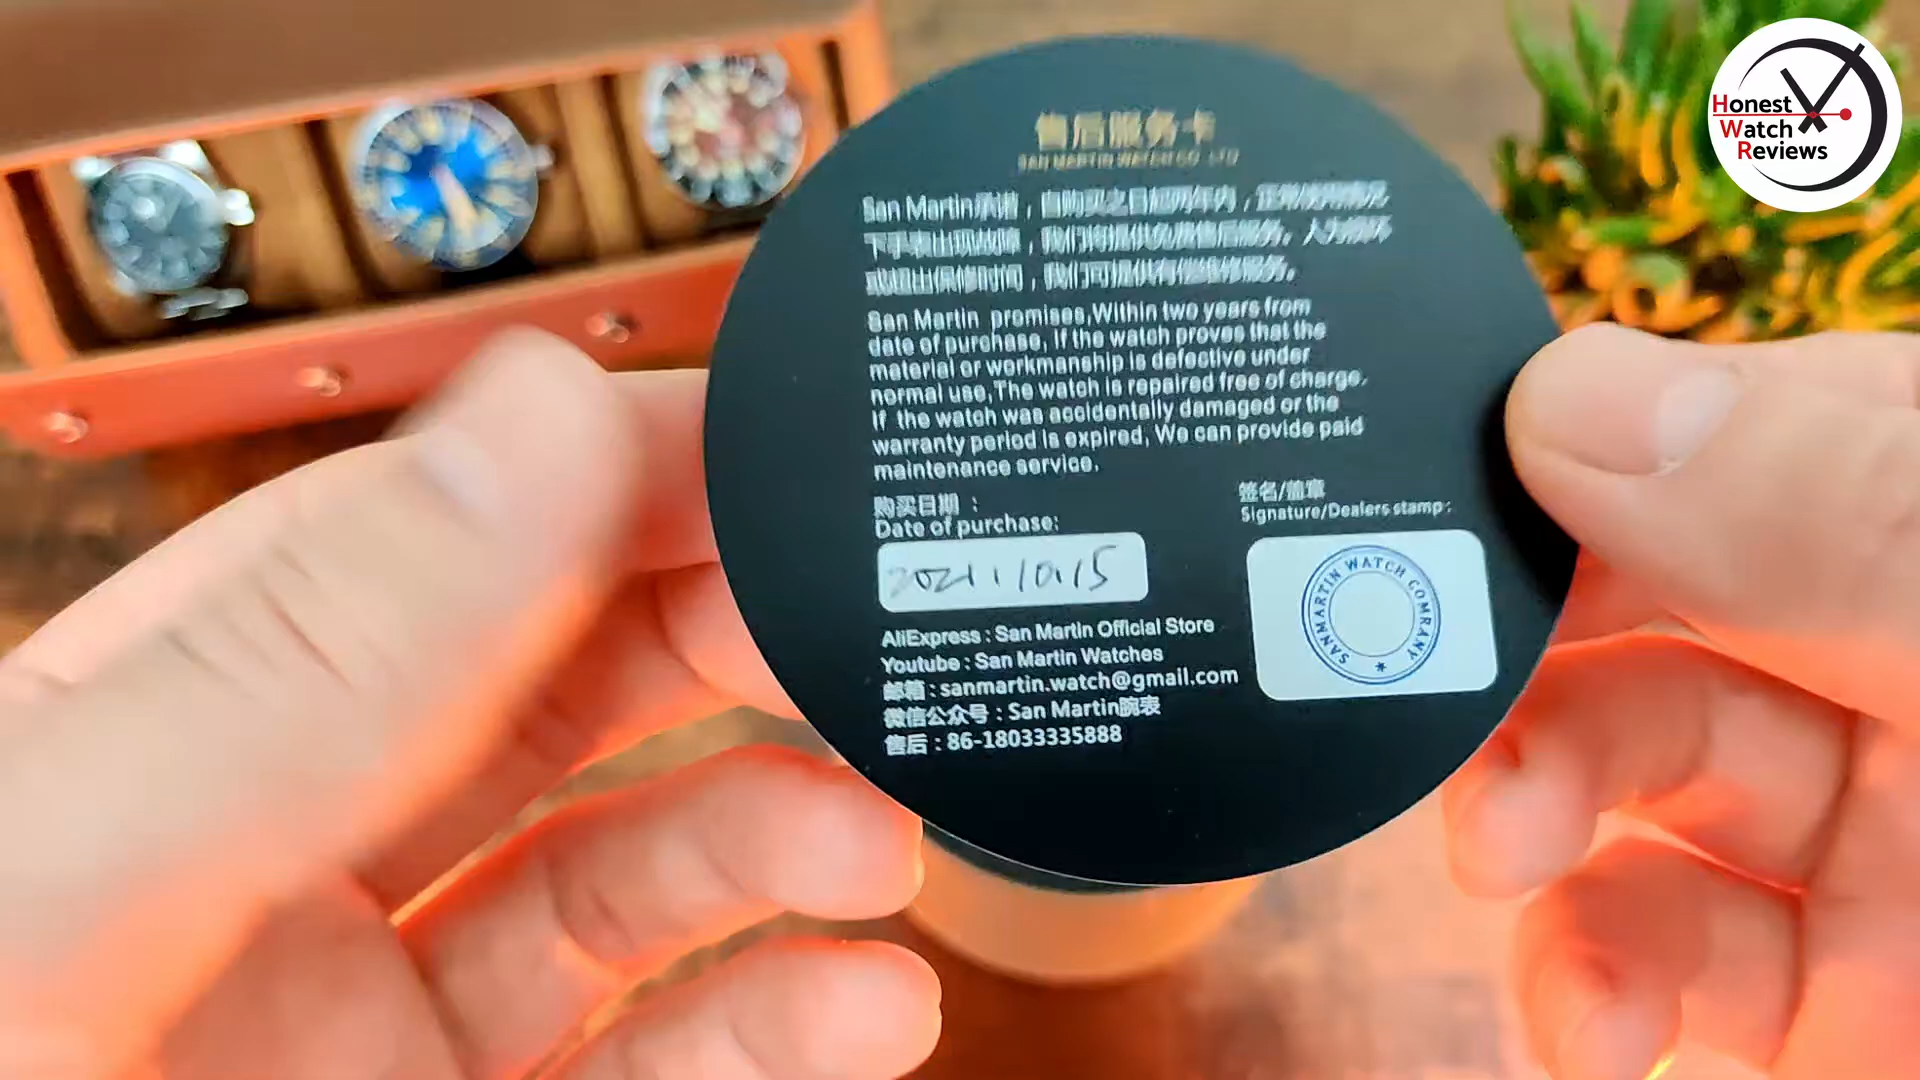 Honest
Watch
Reviews
售后服务卡
SAN MARTIN WATCH CO., LTD
San Martin承诺，自购买之日起两年内，正常使用情况
下手表出现故障，我们将提供免费售后服务。人为损坏
或超出保修时间，我们可提供有偿维修服务。
San Martin promises,Within two years from
date of purchase, If the watch proves that the
material or workmanship is defective under
normal use,The watch is repaired free of charge.
If the watch was accidentally damaged or the
warranty period is expired, We can provide paid
maintenance service.
购买日期：
Date of purchase:
签名/盖章
Signature/Dealers stamp:
2021/10/15
SANMARTIN WATCH COMRANY
AliExpress : San Martin Official Store
Youtube : San Martin Watches
邮箱 : sanmartin.watch@gmail.com
微信公众号 : San Martin腕表
售后 : 86-18033335888